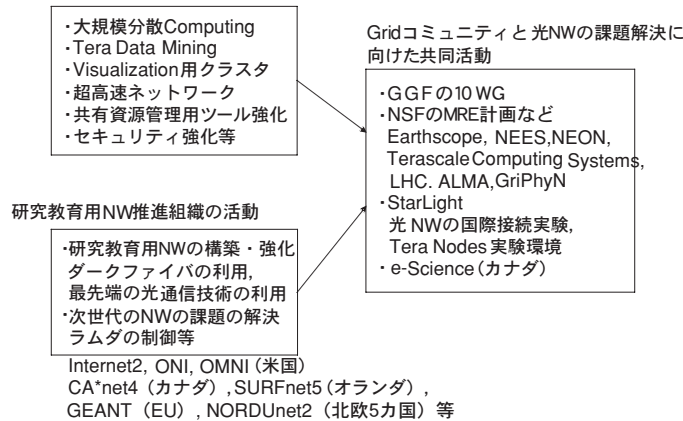 ・大規模分散Computing
・Tera Data Mining
・Visualization用クラスタ
・超高速ネットワーク
・共有資源管理用ツール強化
・セキュリティ強化等
Gridコミュニティと光NWの課題解決に
向けた共同活動
・GGFの10 WG
・NSFのMRE計画など
Earthscope, NEES,NEON,
Terascale Computing Systems,
LHC. ALMA,GriPhyN
・StarLight
光NWの国際接続実験,
Tera Nodes 実験環境
・e-Science(カナダ)
研究教育用NW推進組織の活動
・研究教育用NWの構築・強化
ダークファイバの利用,
最先端の光通信技術の利用
・次世代のNWの課題の解決
ラムダの制御等
Internet2, ONI, OMNI(米国)
CA*net4(カナダ),SURFnet5(オランダ),
GEANT(EU), NORDUnet2(北欧5カ国)等